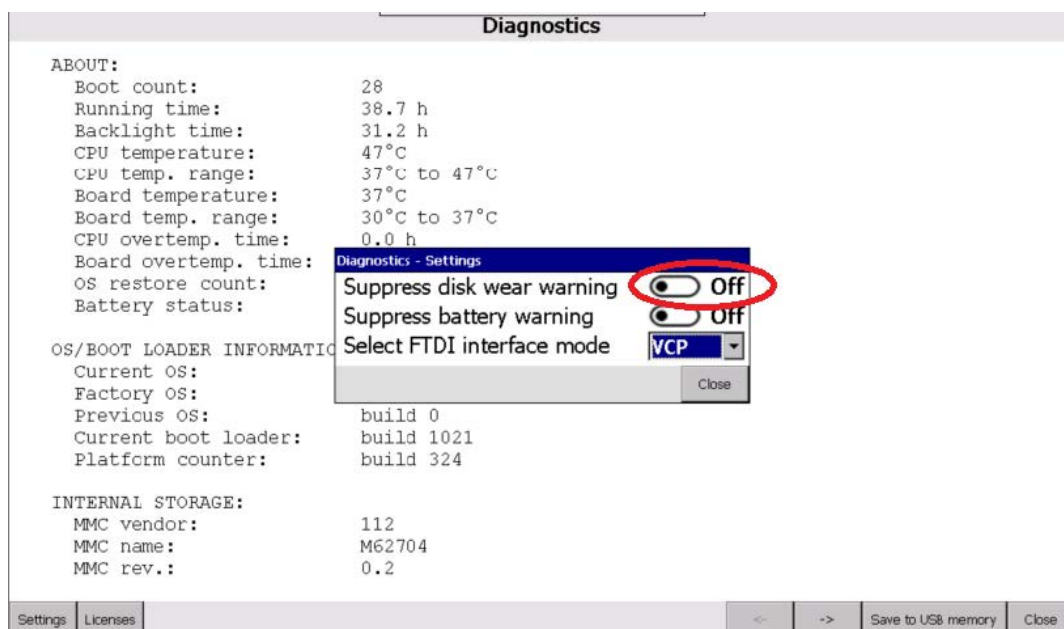 Diagnostics
ABOUT:
Boot count: 28
Running time: 38.7 h
Backlight time: 31.2 h
CPU temperature: 47°C
CPU temp. range: 37°C to 47°C
Board temperature: 37°C
Board temp. range: 30°C to 37°C
CPU overtemp. time: 0.0 h
Board overtemp. time:
OS restore count:
Battery status:
Diagnostics - Settings
Suppress disk wear warning Off
Suppress battery warning Off
Select FTDI interface mode VCP
Close
OS/BOOT LOADER INFORMATIO
Current OS:
Factory OS:
Previous OS: build 0
Current boot loader: build 1021
Platform counter: build 324
INTERNAL STORAGE:
MMC vendor: 112
MMC name: M62704
MMC rev.: 0.2
Settings Licenses <- -> Save to USB memory Close